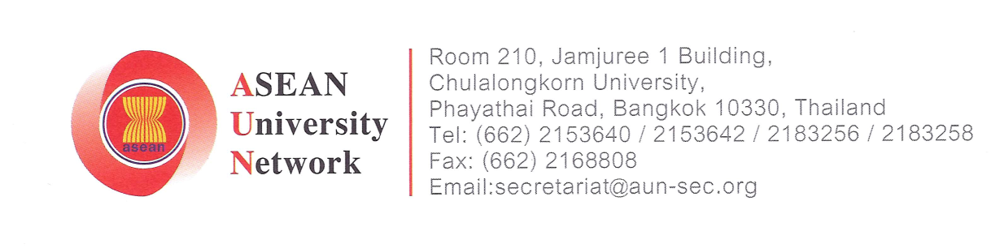 ASEAN
University
Network
asean
Room 210, Jamjuree 1 Building,
Chulalongkorn University,
Phayathai Road, Bangkok 10330, Thailand
Tel: (662) 2153640 / 2153642 / 2183256 / 2183258
Fax: (662) 2168808
Email:secretariat@aun-sec.org